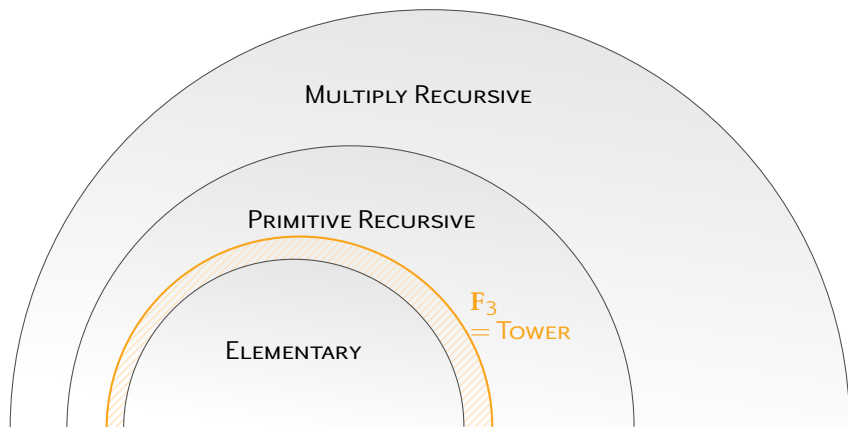 Multiply Recursive
Primitive Recursive
F₃
= Tower
Elementary